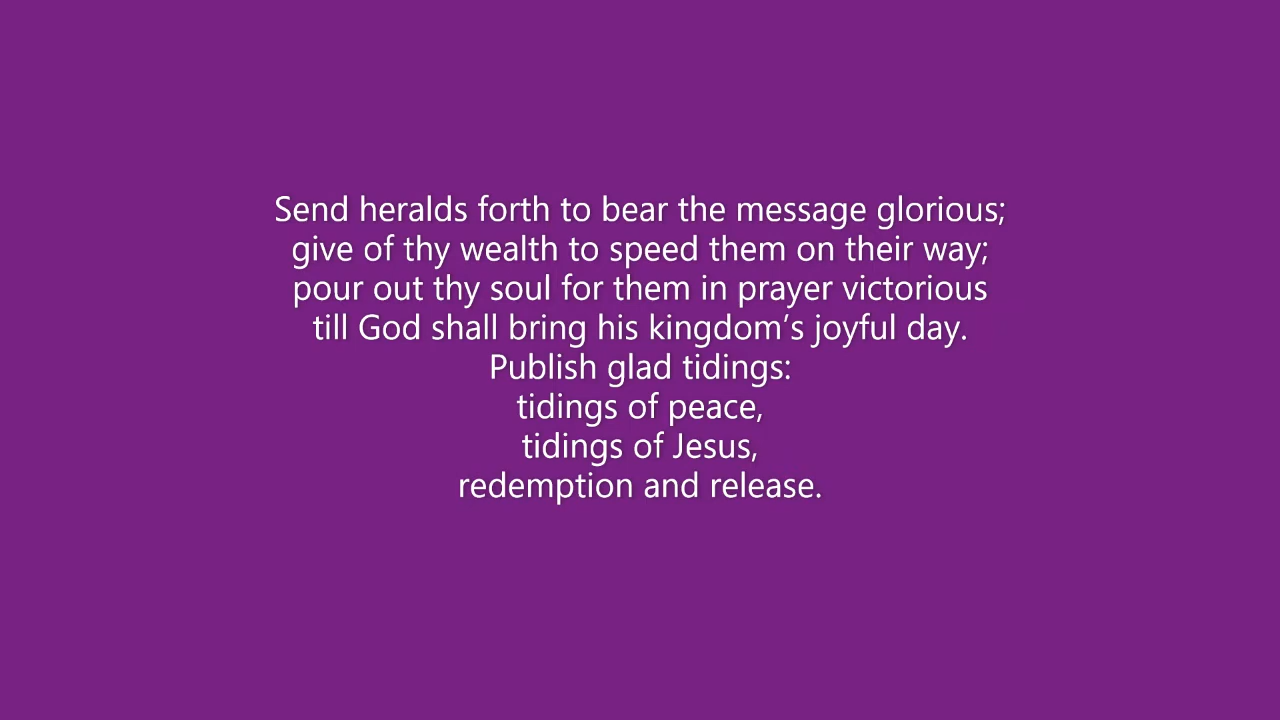 Send heralds forth to bear the message glorious;
give of thy wealth to speed them on their way;
pour out thy soul for them in prayer victorious
till God shall bring his kingdom’s joyful day.
Publish glad tidings:
tidings of peace,
tidings of Jesus,
redemption and release.